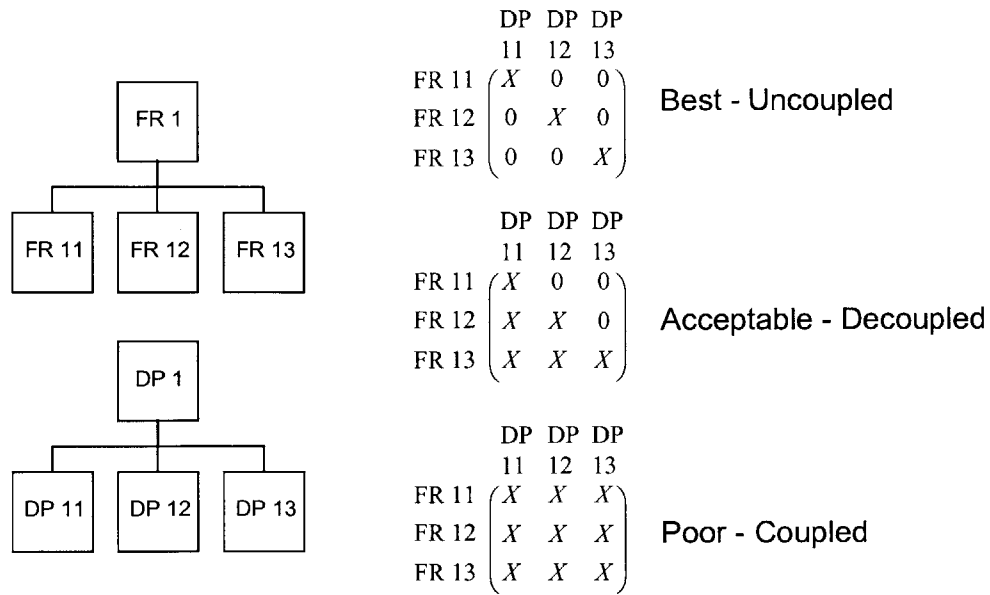 FR 1
FR 11 FR 12 FR 13
DP 1
DP 11 DP 12 DP 13
DP DP DP
11 12 13
FR 11 X 0 0
FR 12 0 X 0
FR 13 0 0 X
Best - Uncoupled
DP DP DP
11 12 13
FR 11 X 0 0
FR 12 X X 0
FR 13 X X X
Acceptable - Decoupled
DP DP DP
11 12 13
FR 11 X X X
FR 12 X X X
FR 13 X X X
Poor - Coupled